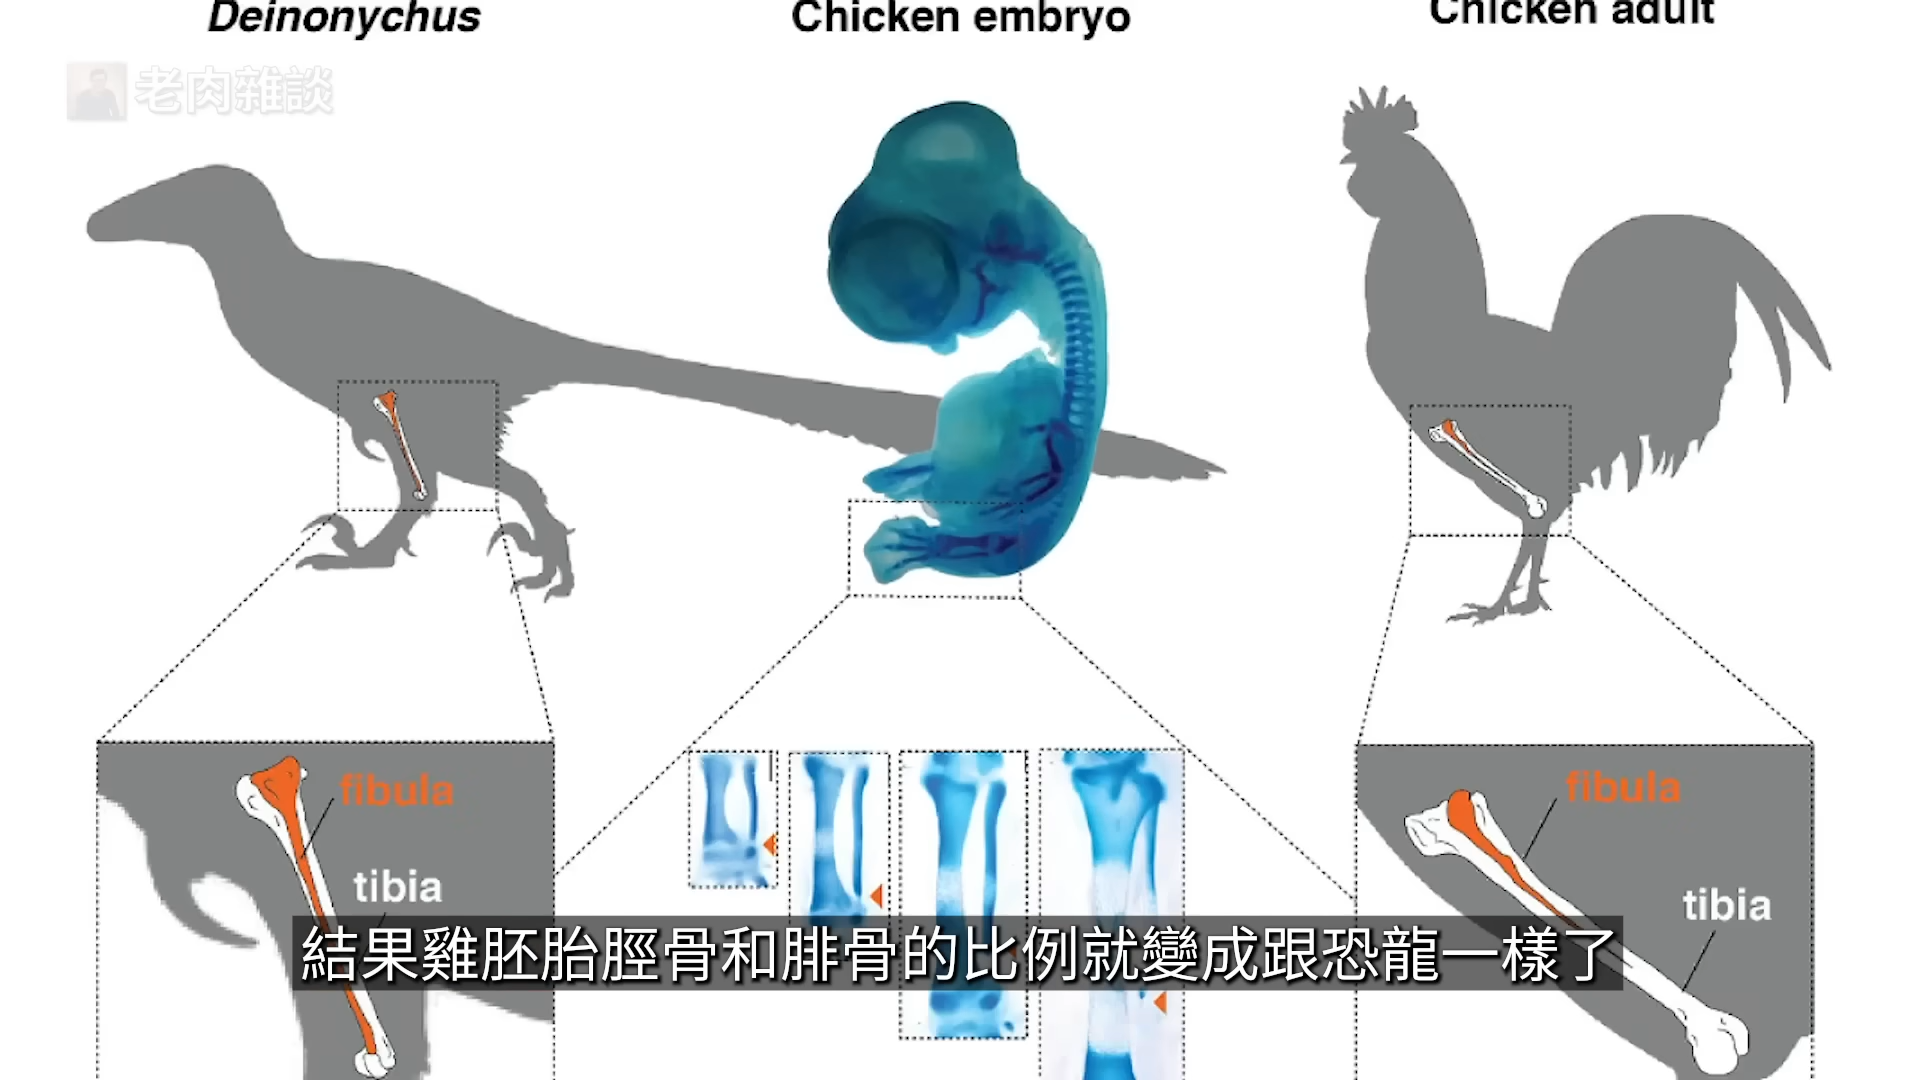 Deinonychus
Chicken embryo
Chicken adult
老肉雜談
fibula
tibia
fibula
tibia
結果雞胚胎脛骨和腓骨的比例就變成跟恐龍一樣了